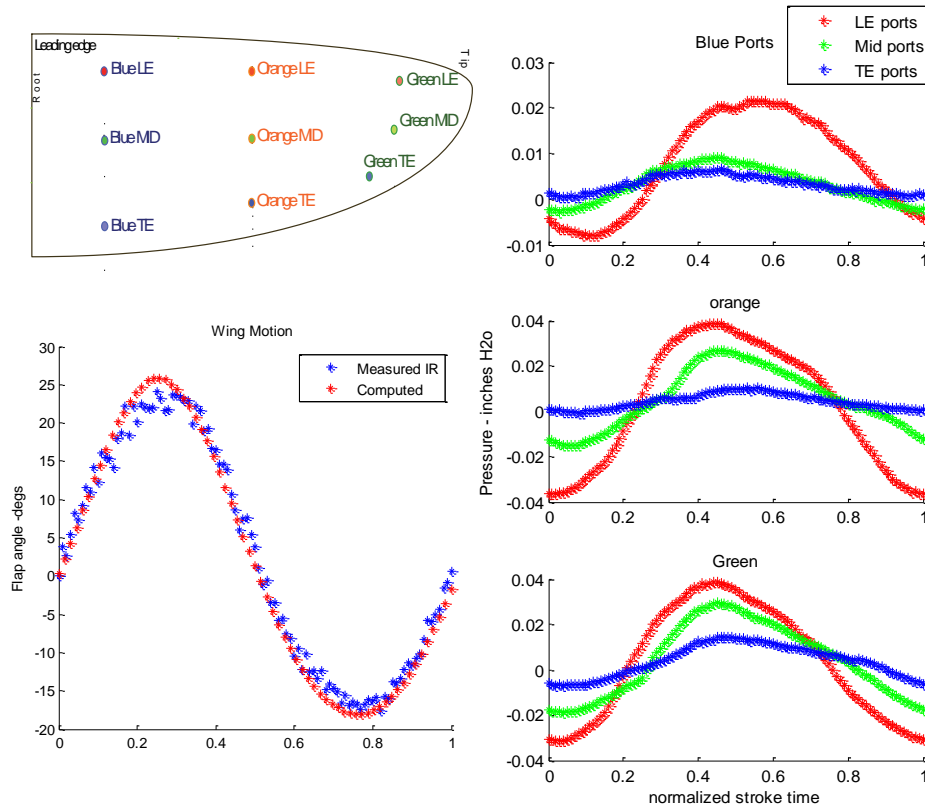 Leading edge
Root
Tip
Blue LE
Orange LE
Green LE
Blue MID
Orange MID
Green MID
Green TE
Blue TE
Orange TE
Wing Motion
30
25
20
15
10
5
0
-5
-10
-15
-20
0 0.2 0.4 0.6 0.8 1
Flap angle -degs
Measured IR
Computed
LE ports
Mid ports
TE ports
Blue Ports
0.03
0.02
0.01
0
-0.01
0 0.2 0.4 0.6 0.8 1
orange
0.04
0.02
0
-0.02
-0.04
0 0.2 0.4 0.6 0.8 1
Pressure - inches H2o
Green
0.04
0.02
0
-0.02
-0.04
0 0.2 0.4 0.6 0.8 1
normalized stroke time